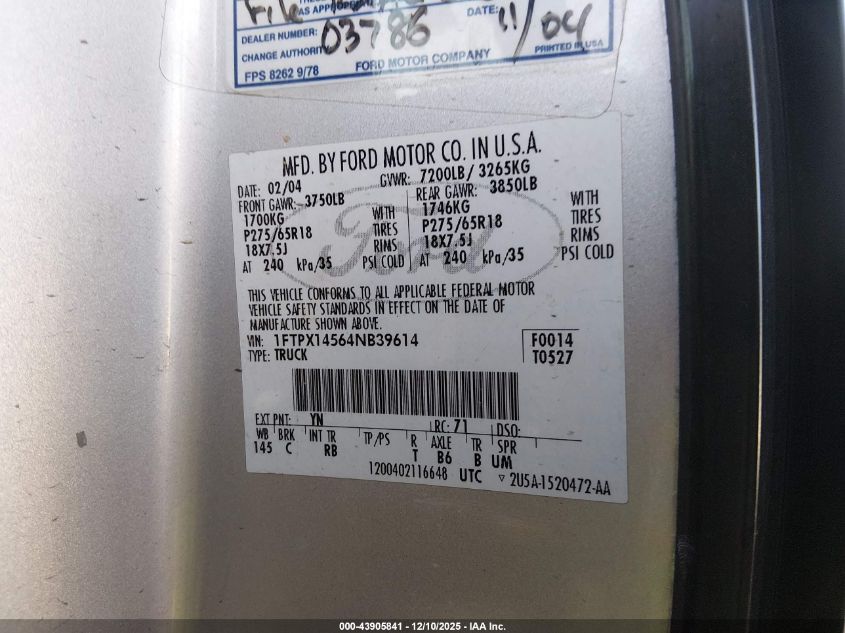 File
AS APPROPRI
DEALER NUMBER: 03786 DATE: 11/04
CHANGE AUTHORIT
FPS 8262 9/78 FORD MOTOR COMPANY PRINTED IN USA
MFD. BY FORD MOTOR CO. IN U.S.A.
DATE: 02/04 GVWR: 7200LB/ 3265KG
FRONT GAWR: 3750LB REAR GAWR: 3850LB
1700KG WITH 1746KG WITH
P275/65R18 TIRES P275/65R18 TIRES
18X7.5J RIMS 18X7.5J RIMS
AT 240 kPa/35 PSI COLD AT 240 kPa/35 PSI COLD
Ford
THIS VEHICLE CONFORMS TO ALL APPLICABLE FEDERAL MOTOR
VEHICLE SAFETY STANDARDS IN EFFECT ON THE DATE OF
MANUFACTURE SHOWN ABOVE.
VIN: 1FTPX14564NB39614 F0014
TYPE: TRUCK T0527
EXT PNT: YN RC: 71 DSO:
WB BRK INT TR TP/PS R AXLE TR SPR
145 C RB T B6 B UM
1200402116648 UTC ▽ 2U5A-1520472-AA
000-43905841 - 12/10/2025 - IAA Inc.